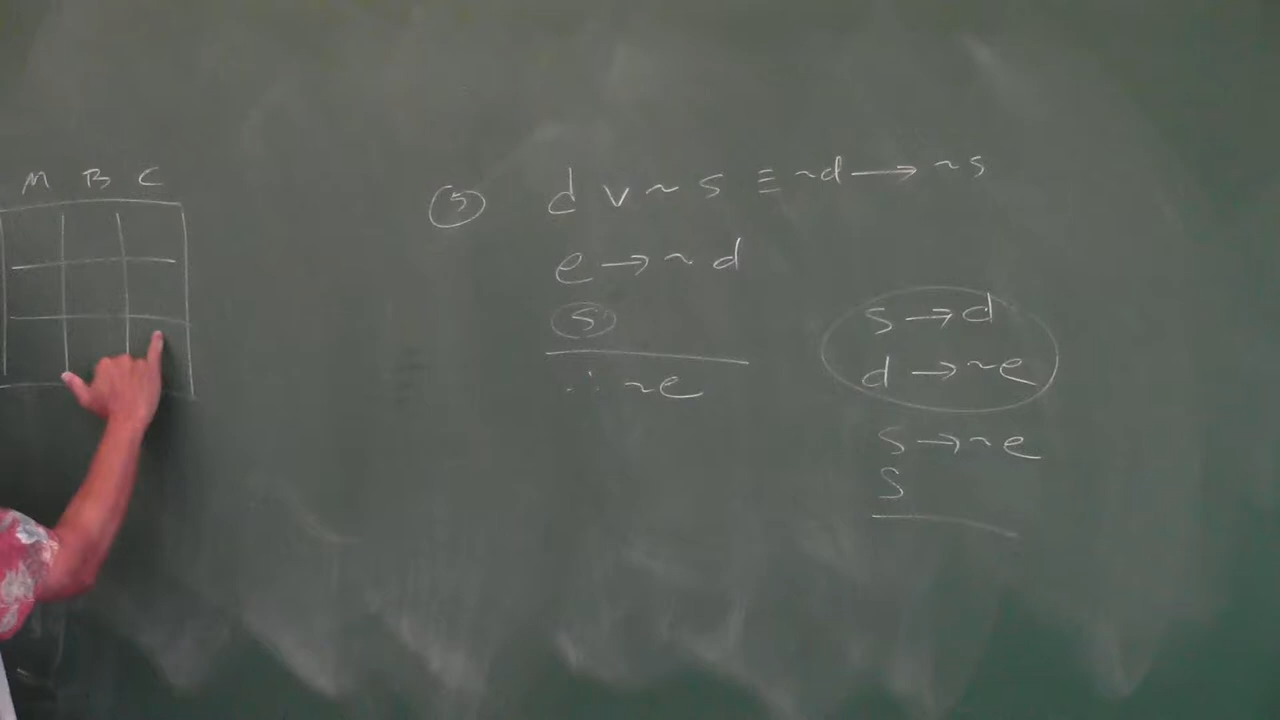 M B C
5 d ∨ ~ s ≡ ~d → ~s
e → ~ d
s
∴ ~e
s → d
d → ~e
s → ~e
s